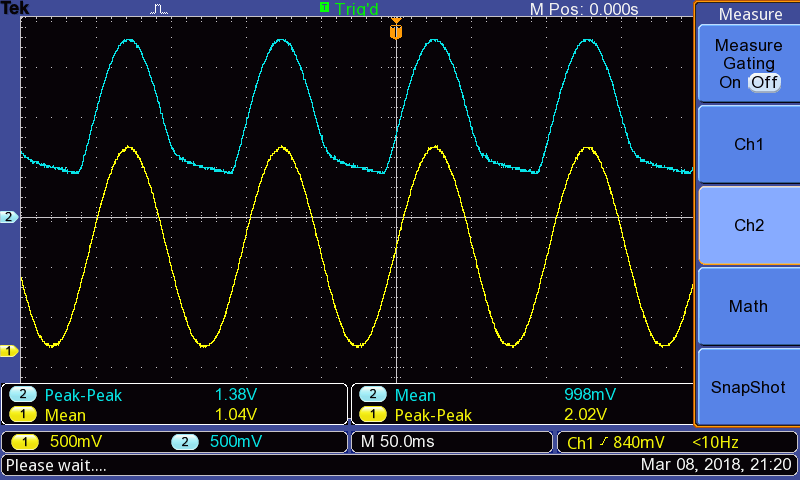 Tek T Trig'd M Pos: 0.000s Measure
T
Measure
Gating
On Off
Ch1
2
Ch2
Math
1
SnapShot
2 Peak-Peak 1.38V 2 Mean 998mV
1 Mean 1.04V 1 Peak-Peak 2.02V
1 500mV 2 500mV M 50.0ms Ch1 840mV <10Hz
Please wait.... Mar 08, 2018, 21:20